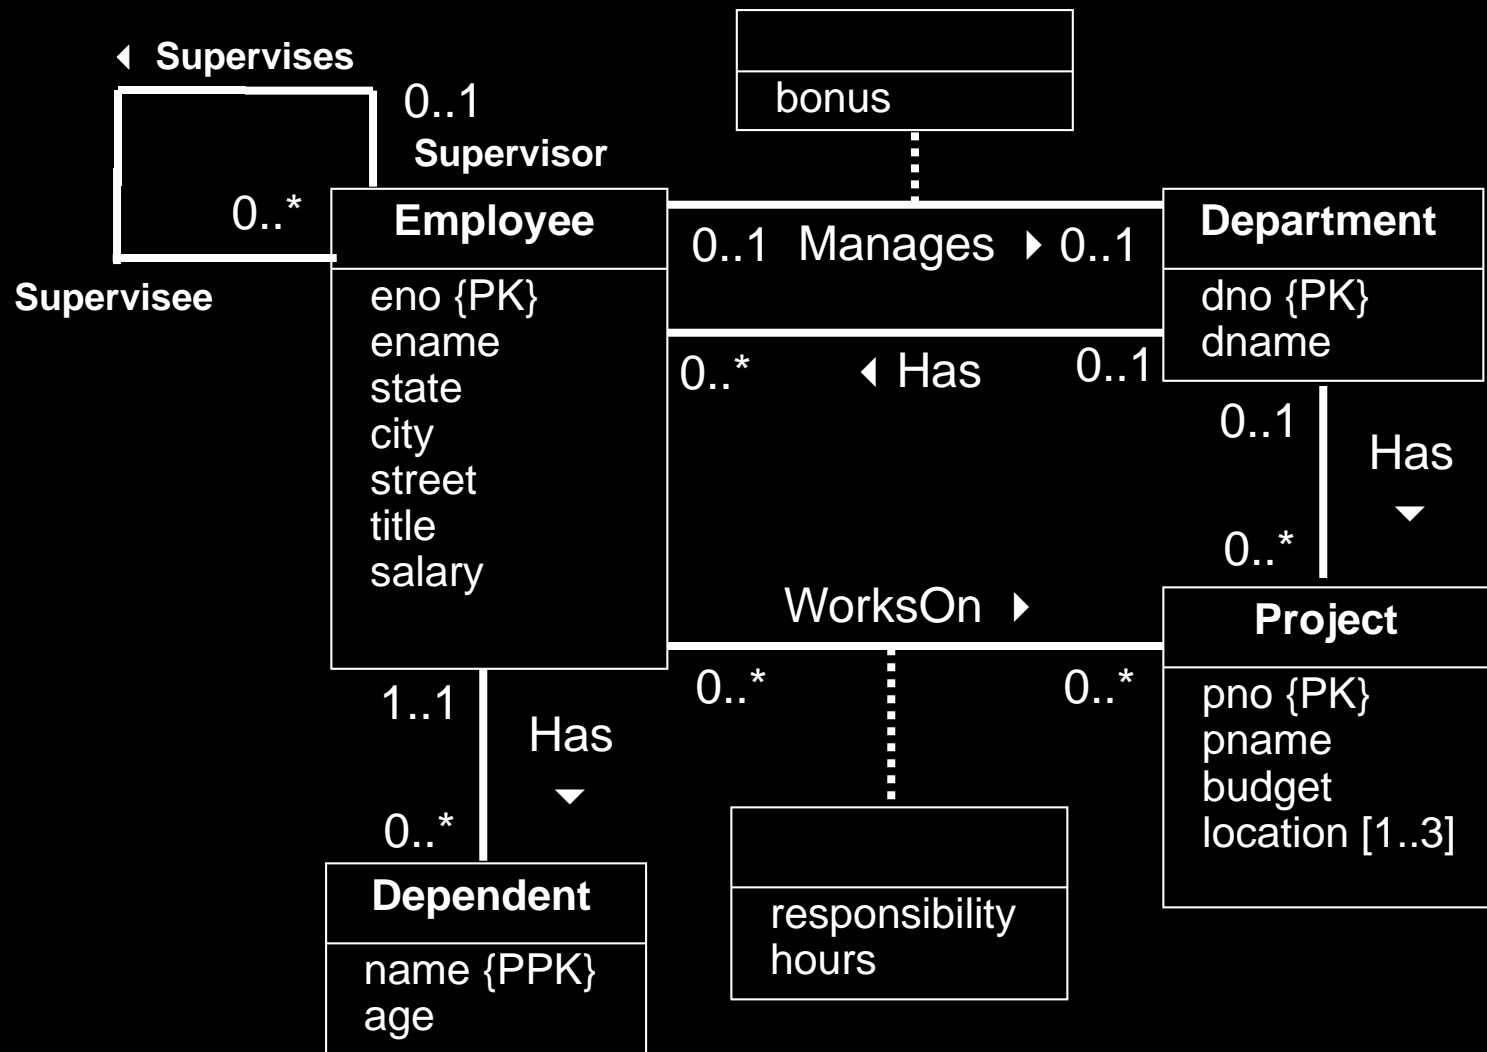 Supervises
0..1
Supervisor
0..*
Supervisee
bonus
Employee
eno {PK}
ename
state
city
street
title
salary
0..1 Manages 0..1
0..* Has 0..1
Department
dno {PK}
dname
0..1
Has
0..*
WorksOn
0..* 0..*
Project
pno {PK}
pname
budget
location [1..3]
1..1
Has
0..*
Dependent
name {PPK}
age
responsibility
hours